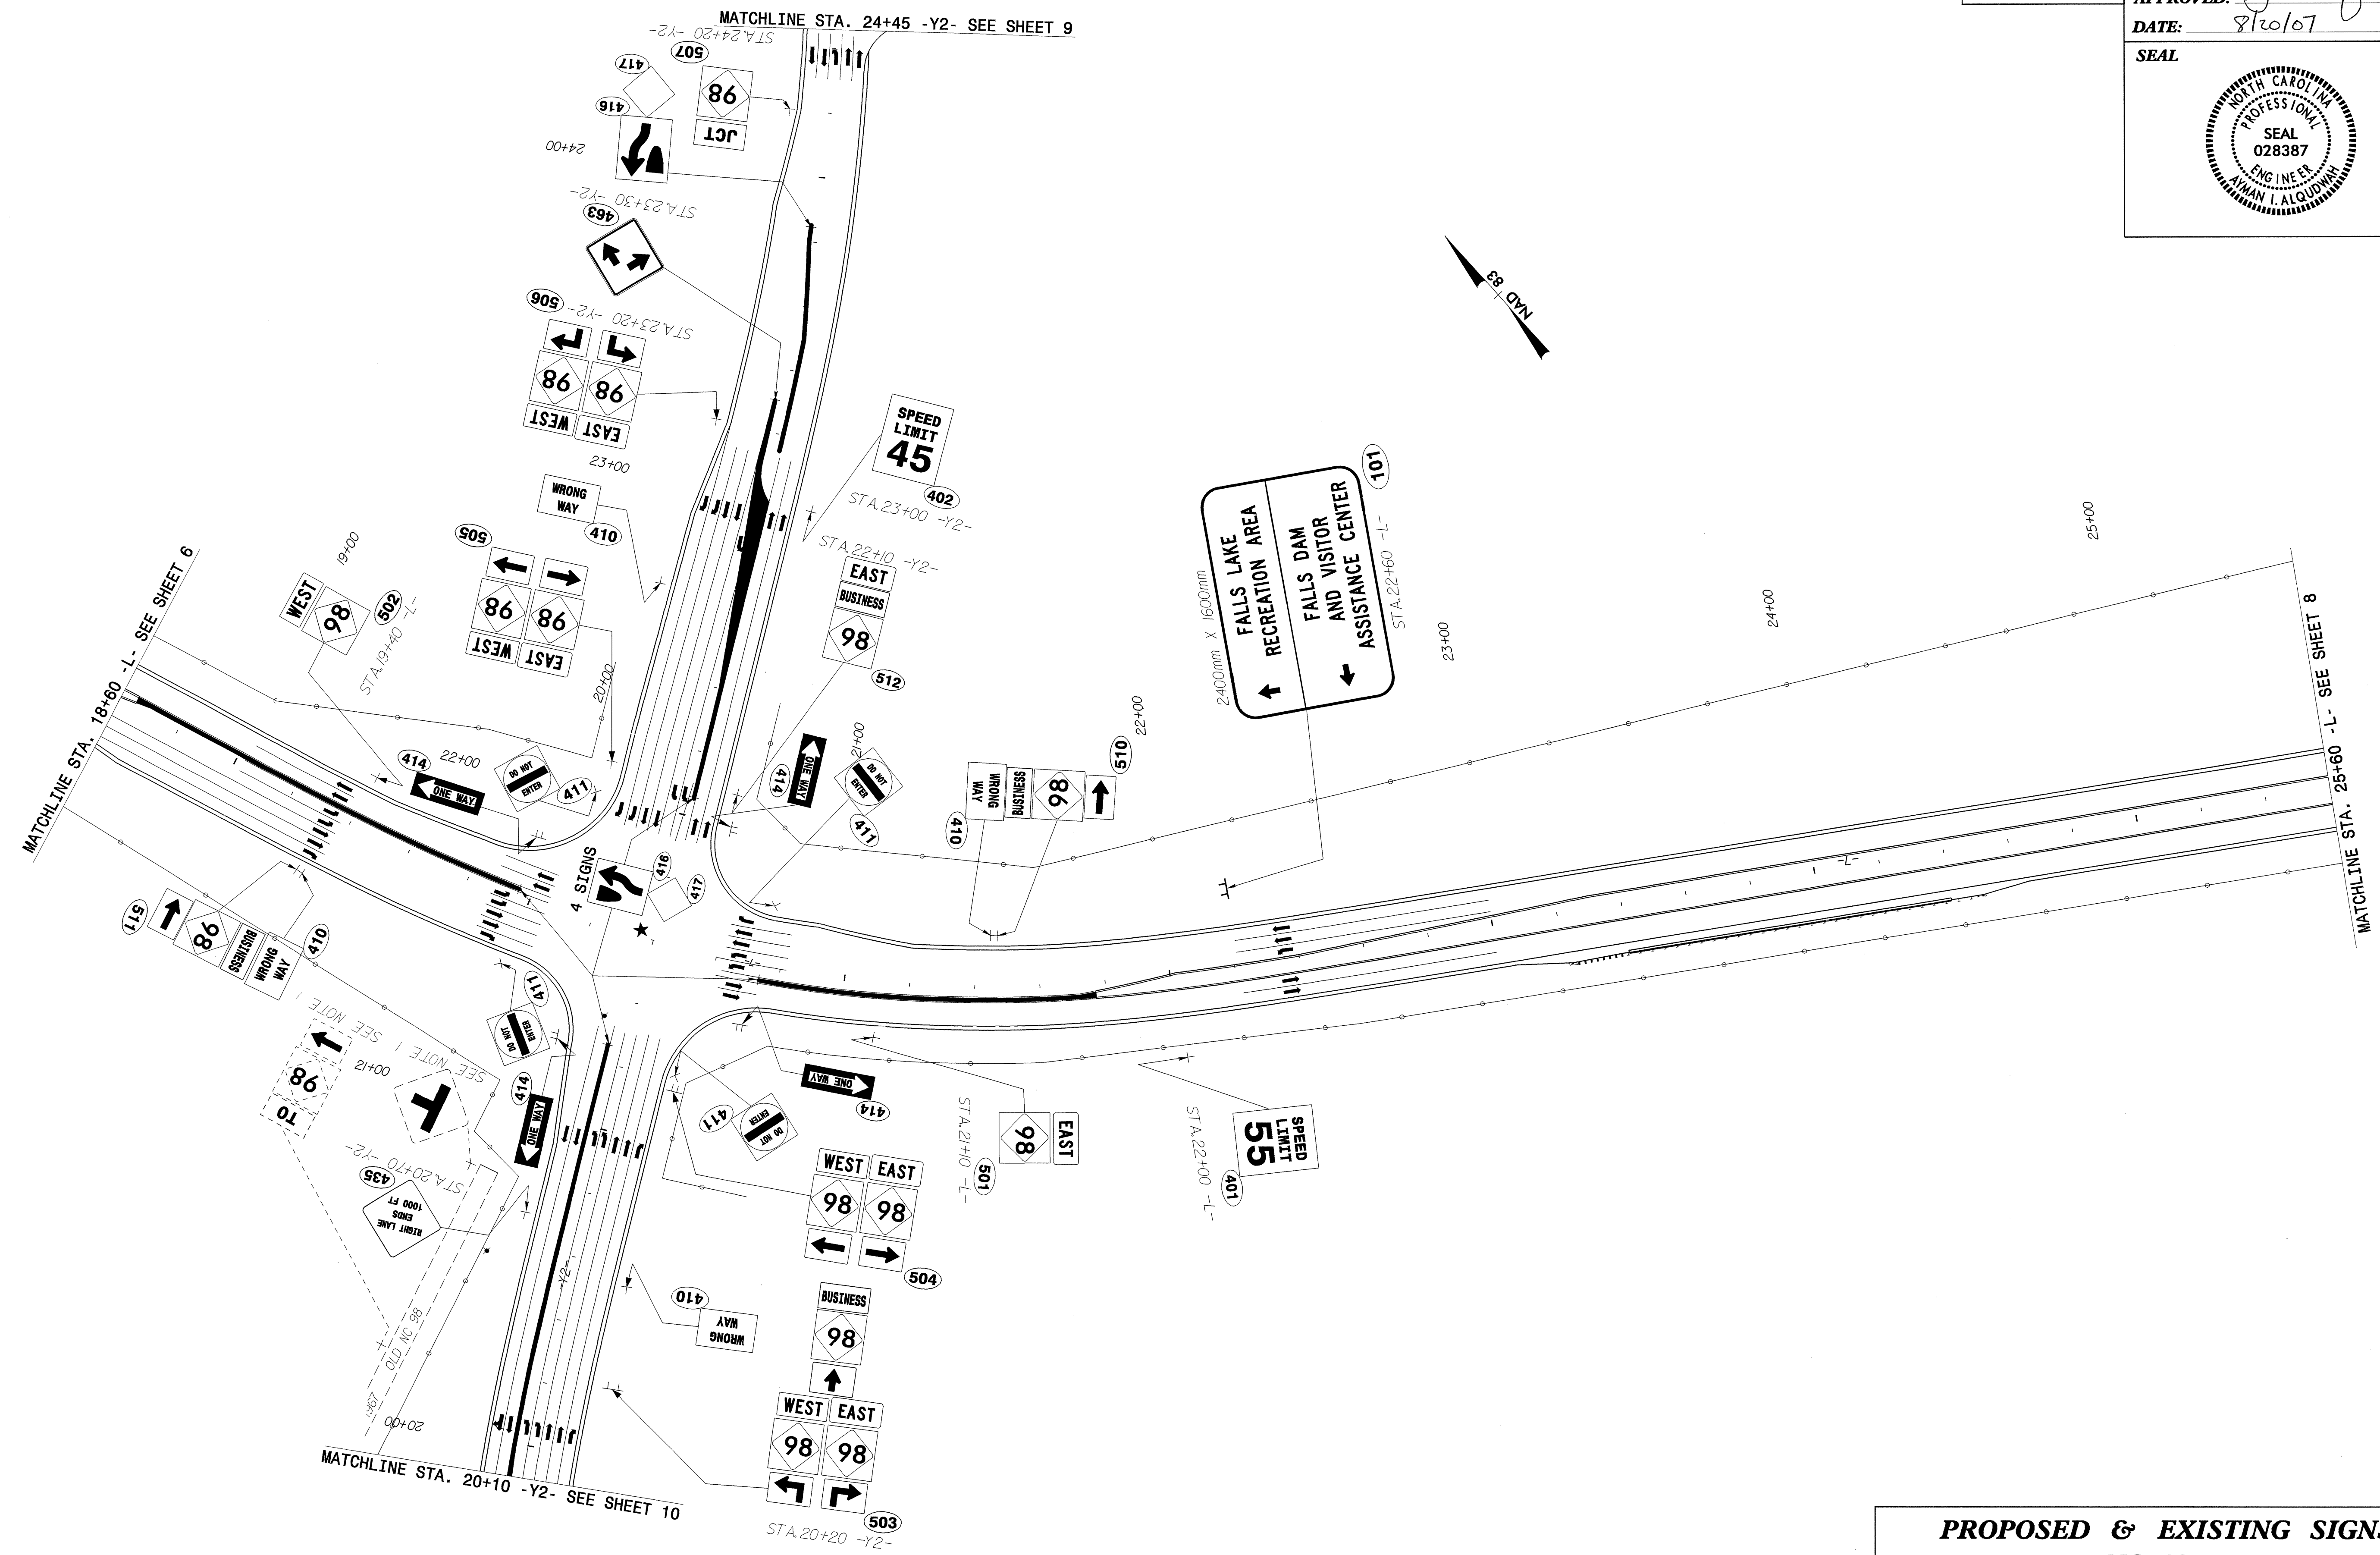 MATCHLINE STA. 24+45 -Y2- SEE SHEET 9
STA.24+20 -Y2-
507
98
JCT
417
416
24+00
STA.23+30 -Y2-
463
506
STA.23+20 -Y2-
98
98
WEST
EAST
23+00
WRONG
WAY
410
505
98
98
WEST
EAST
20+00
SPEED
LIMIT
45
402
STA.23+00 -Y2-
STA.22+10 -Y2-
EAST
BUSINESS
98
512
APPROVED:
DATE: 8/20/07
SEAL
NORTH CAROLINA
PROFESSIONAL
SEAL
028387
ENGINEER
AYMAN I. ALQUDWAH
NAD 83
101
FALLS LAKE
RECREATION AREA
FALLS DAM
AND VISITOR
ASSISTANCE CENTER
2400mm X 1600mm
STA.22+60 -L-
23+00
24+00
25+00
MATCHLINE STA. 25+60 -L- SEE SHEET 8
MATCHLINE STA. 18+60 -L- SEE SHEET 6
19+00
WEST
98
502
STA.19+40 -L-
414
22+00
ONE WAY
DO NOT
ENTER
411
414
ONE WAY
21+00
DO NOT
ENTER
411
22+00
WRONG
WAY
410
BUSINESS
98
510
-L-
4 SIGNS
416
417
-L-
511
98
BUSINESS
WRONG
WAY
410
411
DO NOT
ENTER
SEE NOTE 1
SEE NOTE 1
98
TO
21+00
414
ONE WAY
STA.20+70 -Y2-
435
RIGHT LANE
ENDS
1000 FT
OLD NC 98
1967
20+00
-Y2-
MATCHLINE STA. 20+10 -Y2- SEE SHEET 10
411
DO NOT
ENTER
ONE WAY
414
WEST
EAST
98
98
504
410
WRONG
WAY
BUSINESS
98
WEST
EAST
98
98
503
STA.20+20 -Y2-
STA.21+10 -L-
501
EAST
98
STA.22+00 -L-
401
SPEED
LIMIT
55
PROPOSED & EXISTING SIGNS